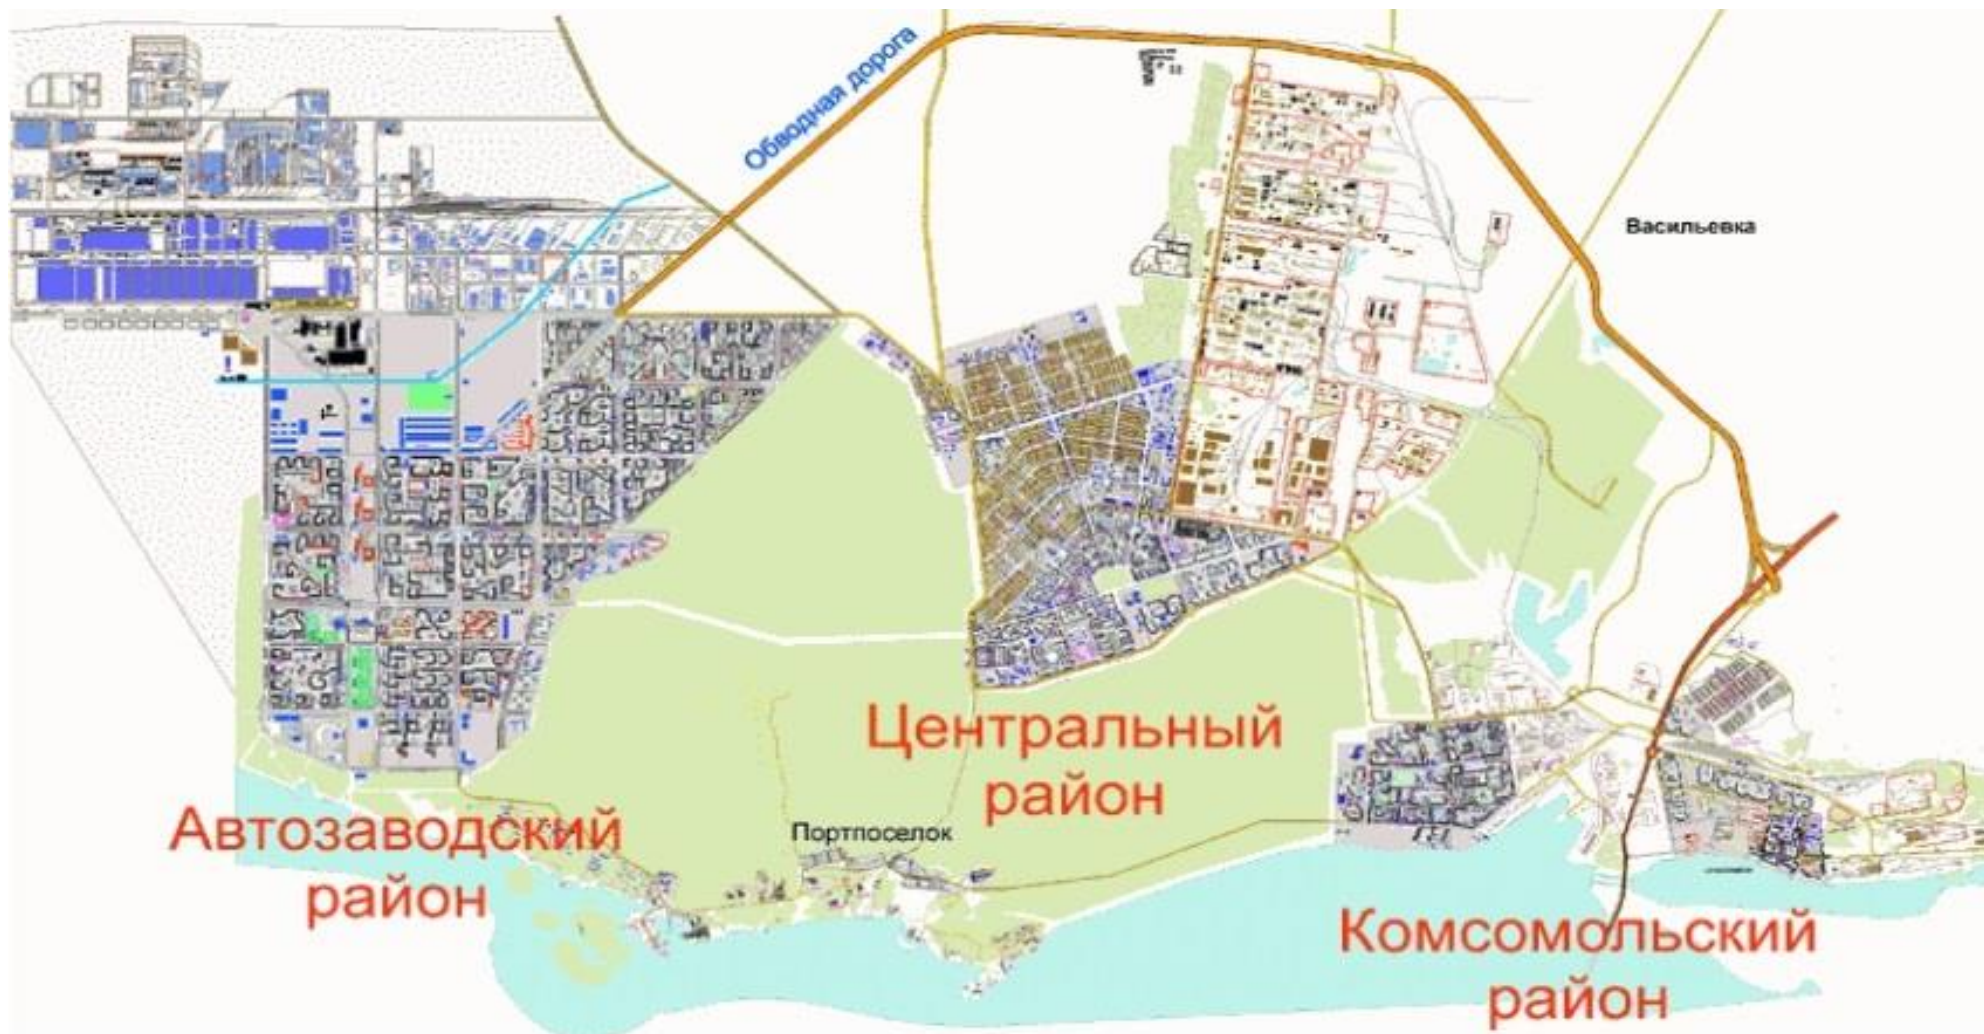 Обводная дорога
Васильевка
Центральный
район
Автозаводский
район
Портпоселок
Комсомольский
район